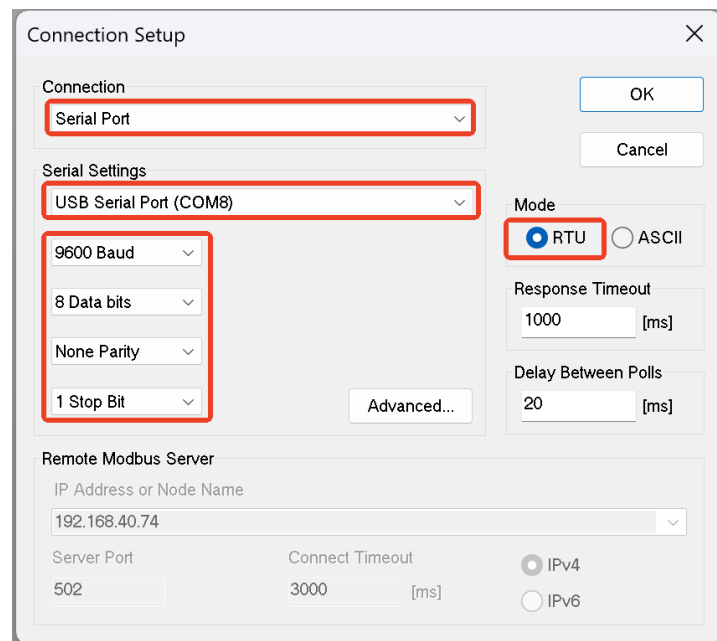 Connection Setup
Connection
OK
Serial Port
Cancel
Serial Settings
USB Serial Port (COM8)
Mode
RTU
ASCII
9600 Baud
8 Data bits
Response Timeout
1000
[ms]
None Parity
Delay Between Polls
1 Stop Bit
Advanced...
20
[ms]
Remote Modbus Server
IP Address or Node Name
192.168.40.74
Server Port
Connect Timeout
IPv4
502
3000
[ms]
IPv6